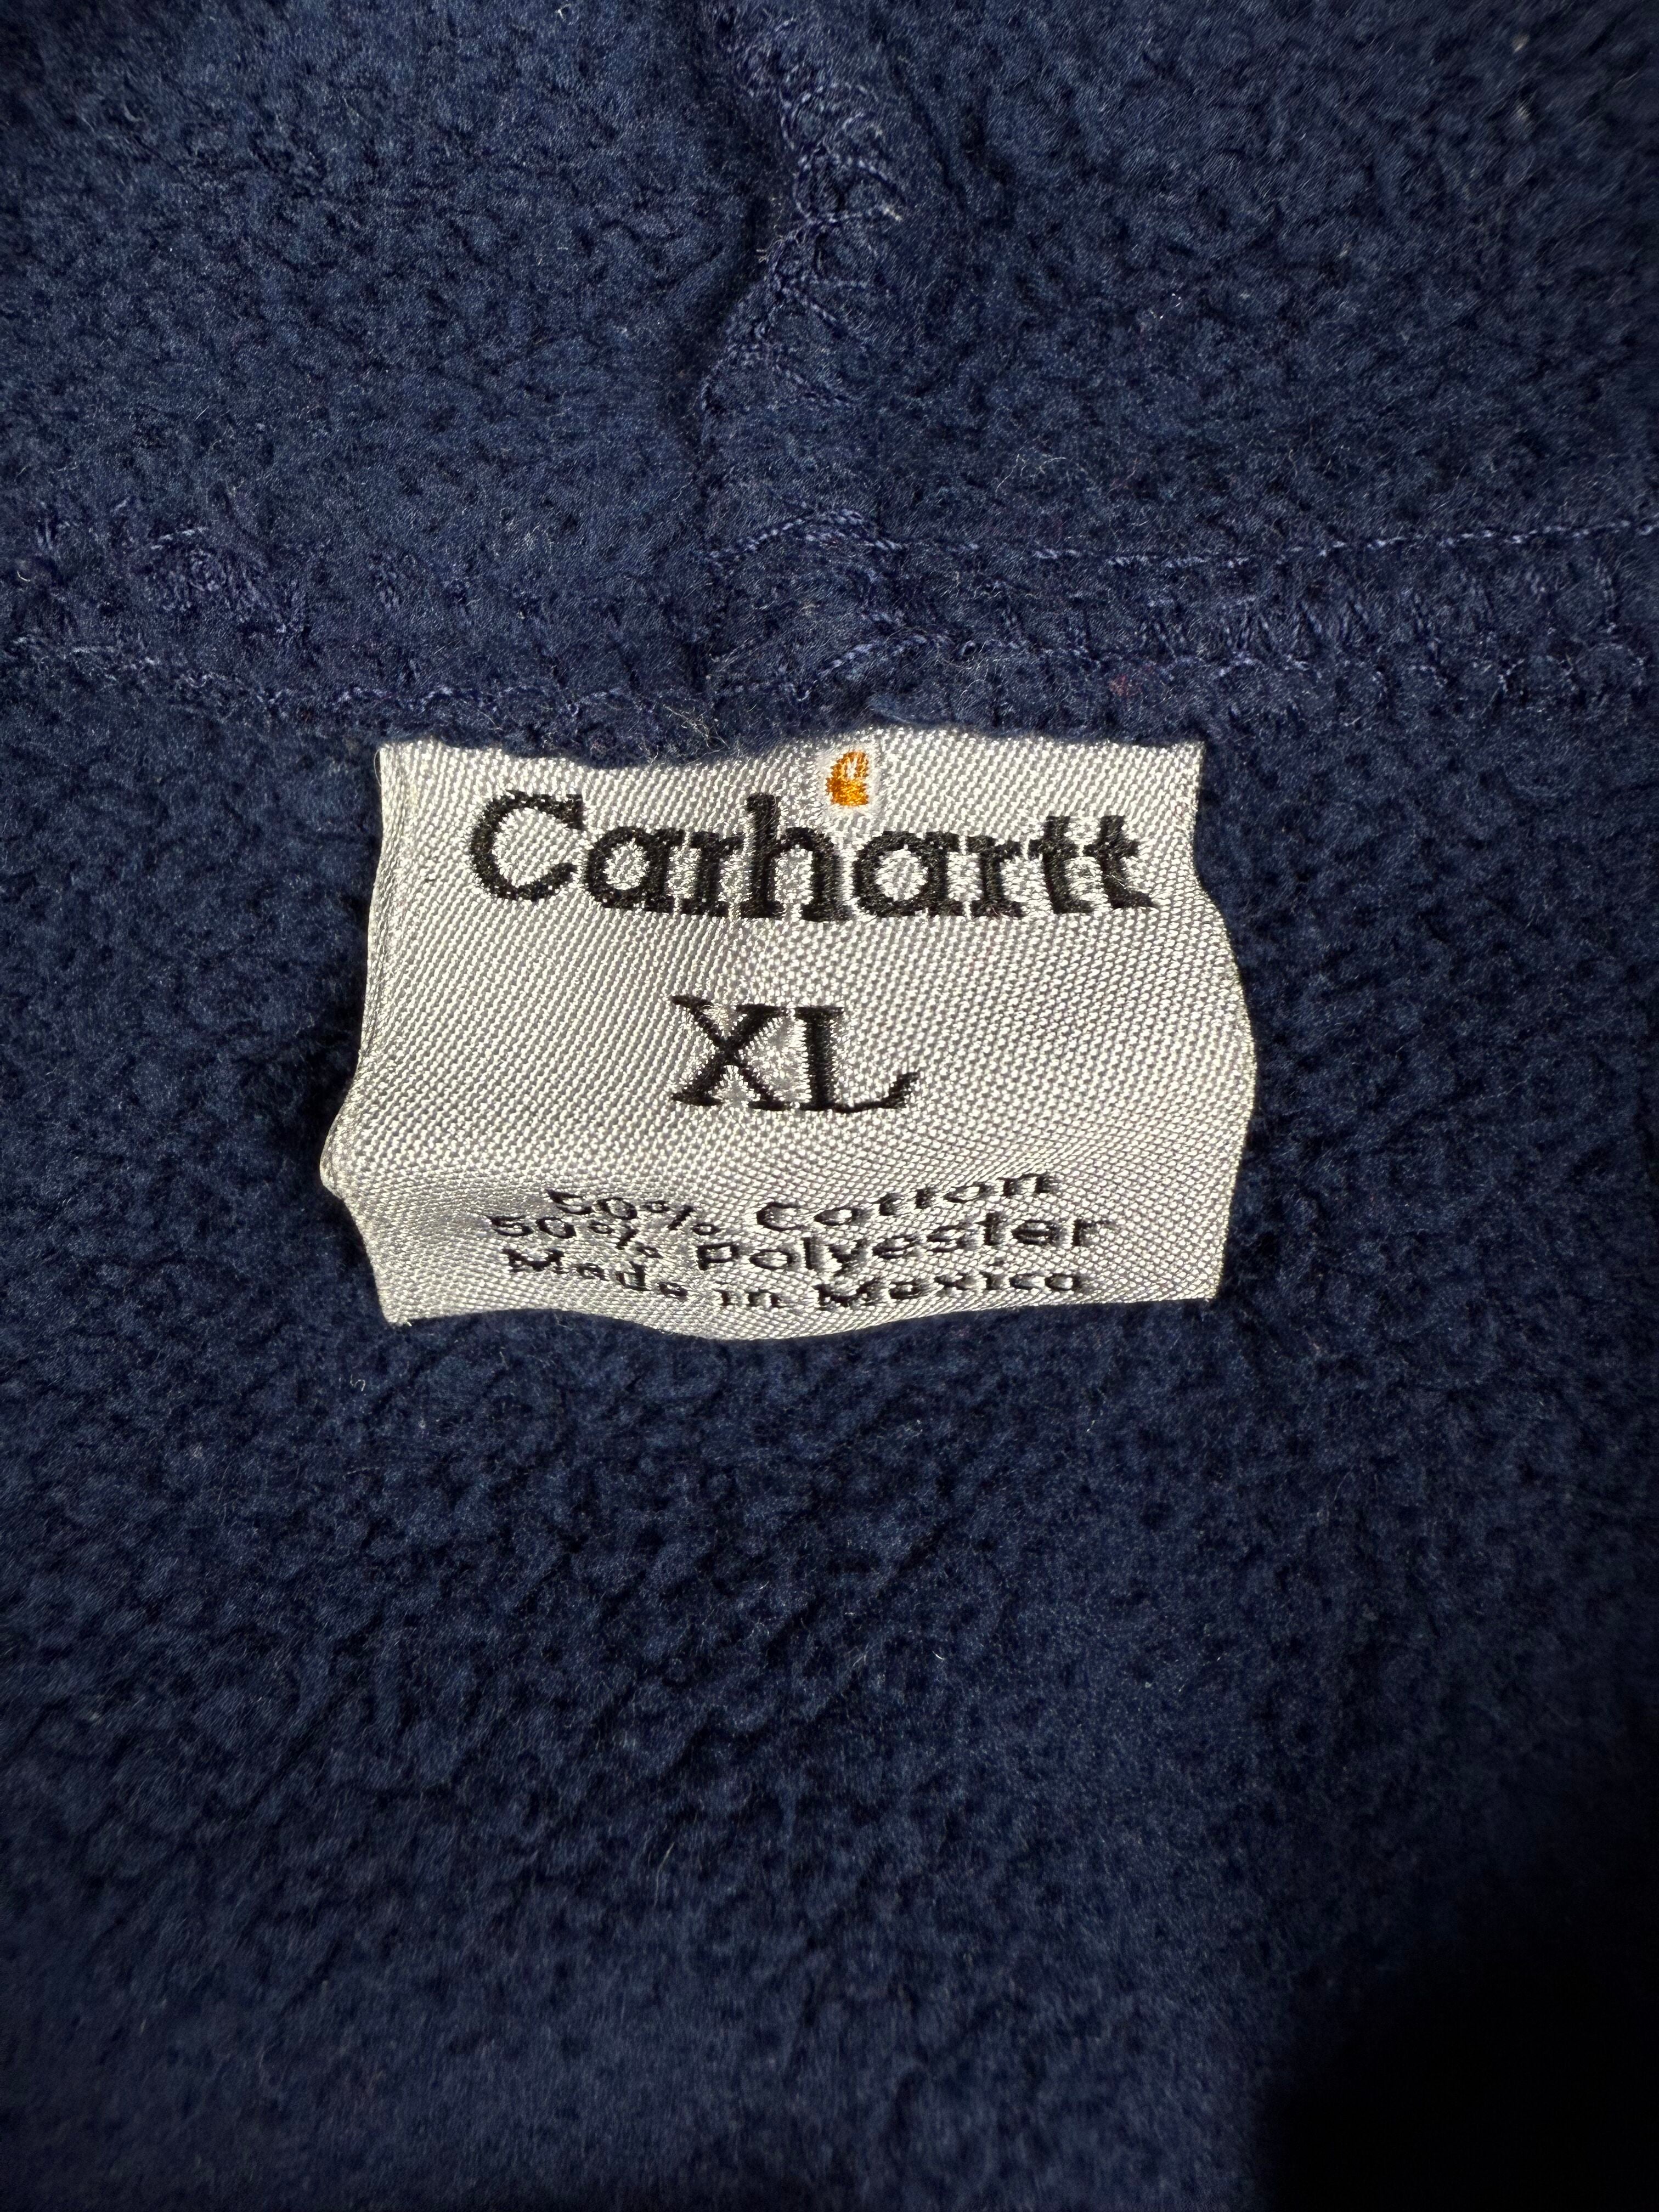 Carhartt
XL
50% Cotton
50% Polyester
Made in Mexico